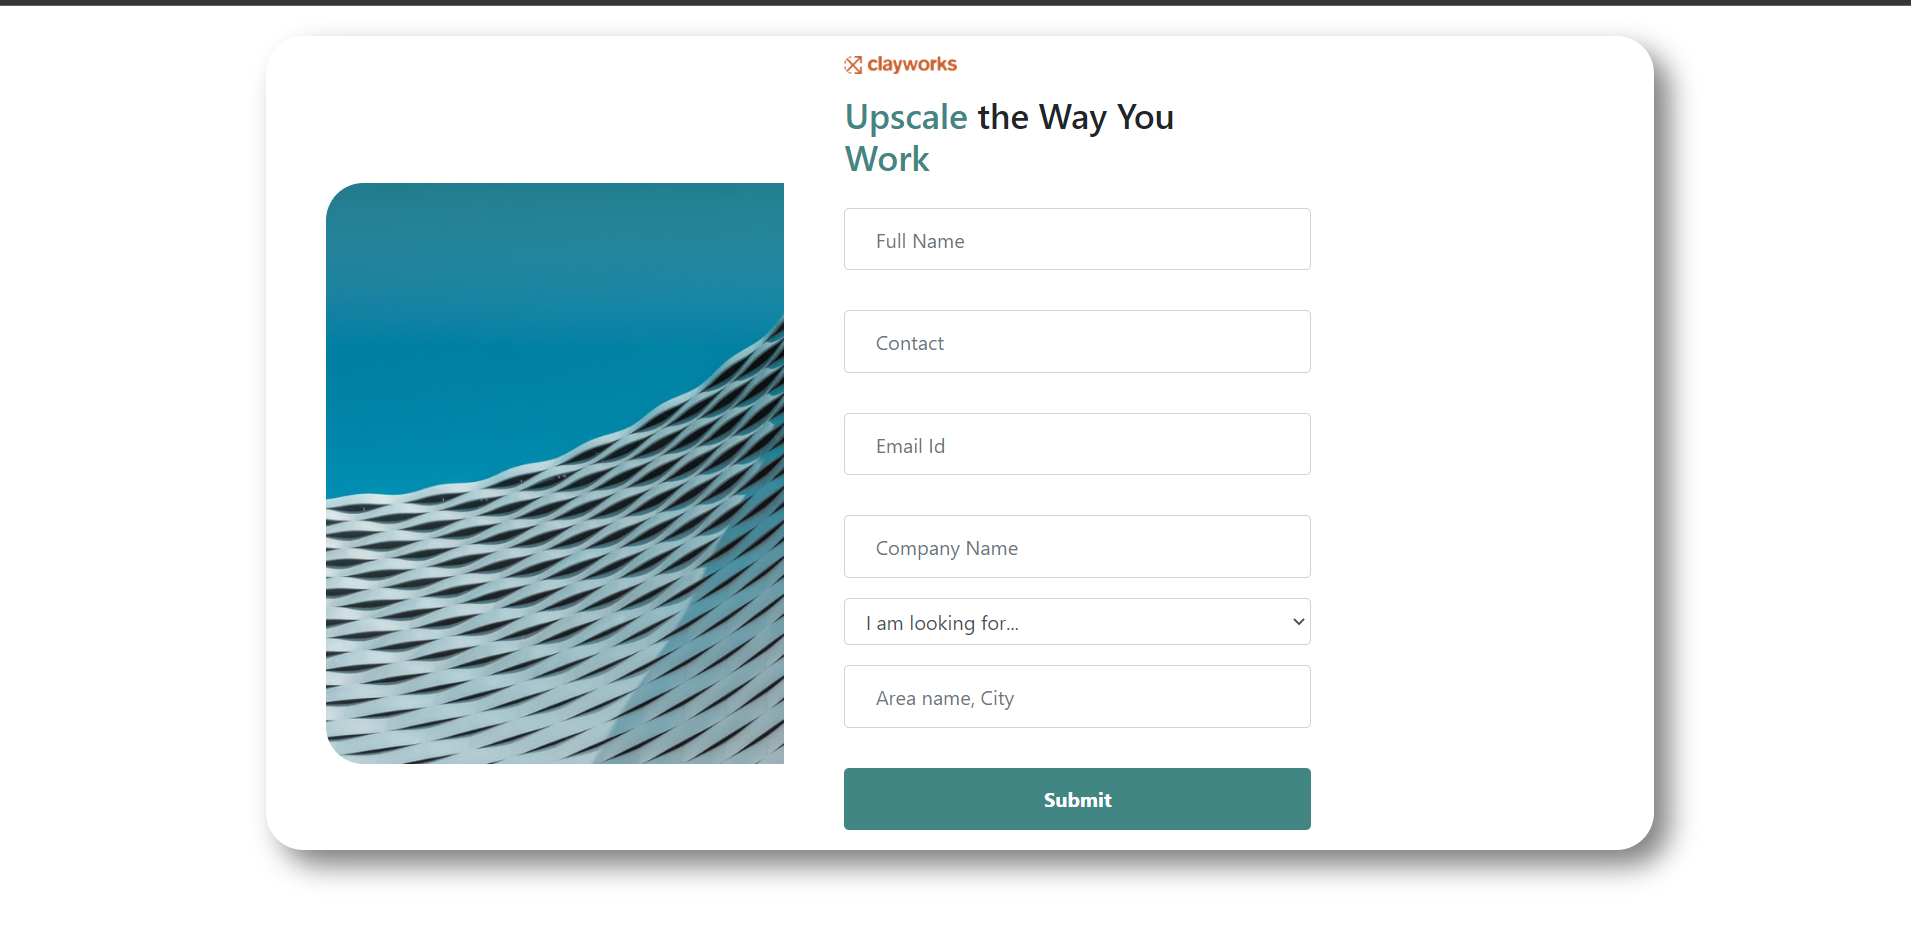 clayworks
Upscale the Way You
Work
Full Name
Contact
Email Id
Company Name
I am looking for...
Area name, City
Submit